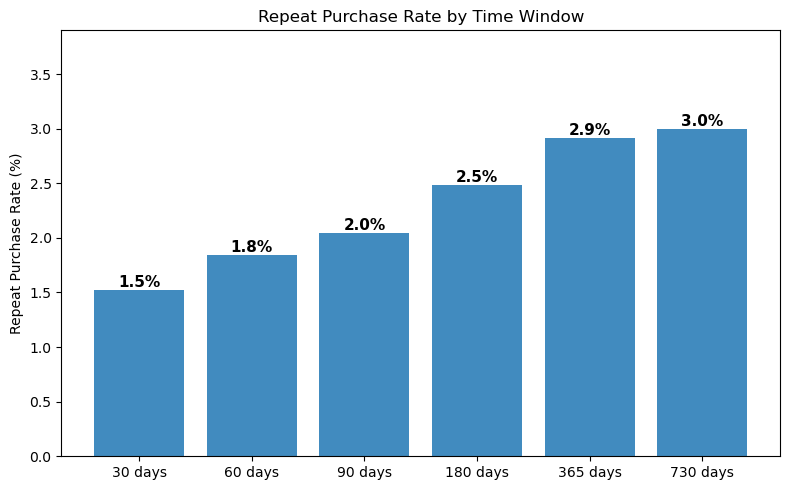 Repeat Purchase Rate by Time Window
Repeat Purchase Rate (%)
3.5
3.0
2.5
2.0
1.5
1.0
0.5
0.0
1.5%
1.8%
2.0%
2.5%
2.9%
3.0%
30 days
60 days
90 days
180 days
365 days
730 days